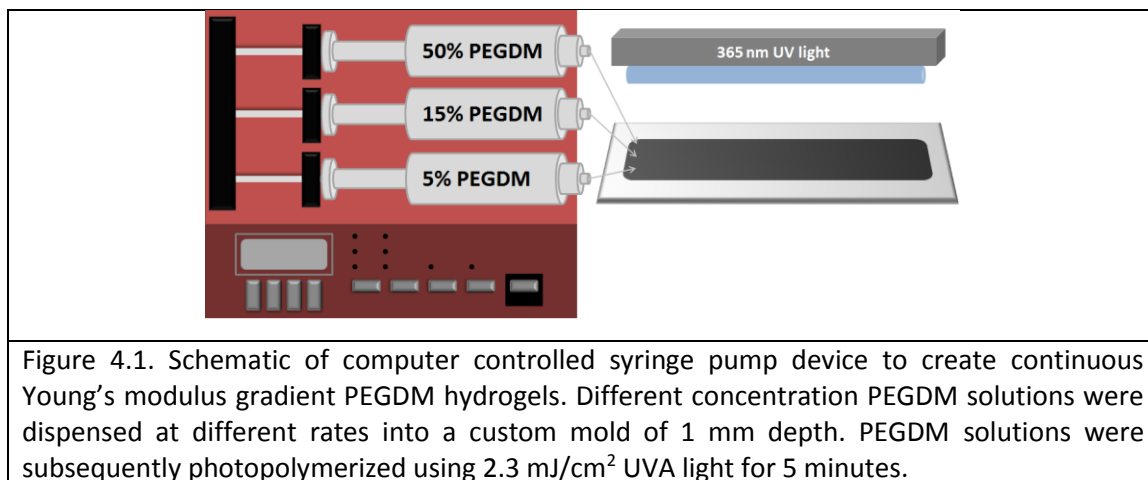 50% PEGDM
365 nm UV light
15% PEGDM
5% PEGDM
Figure 4.1. Schematic of computer controlled syringe pump device to create continuous
Young’s modulus gradient PEGDM hydrogels. Different concentration PEGDM solutions were
dispensed at different rates into a custom mold of 1 mm depth. PEGDM solutions were
subsequently photopolymerized using 2.3 mJ/cm² UVA light for 5 minutes.